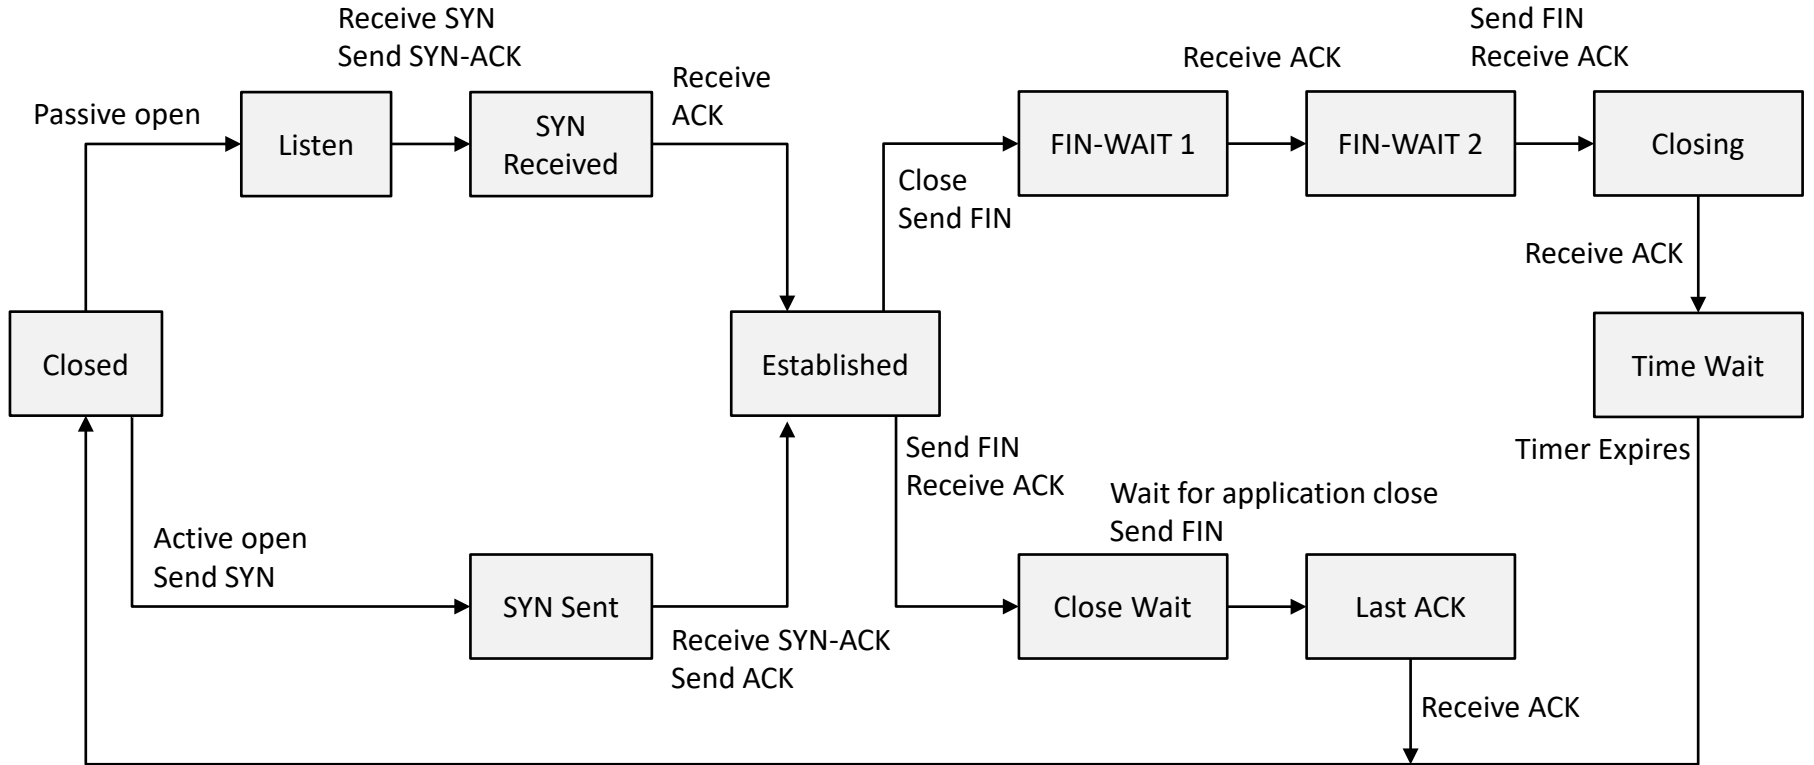 Receive SYN
Send SYN-ACK
Send FIN
Receive ACK
Receive ACK
Receive
ACK
Passive open
Listen
SYN
Received
FIN-WAIT 1
FIN-WAIT 2
Closing
Close
Send FIN
Receive ACK
Closed
Established
Time Wait
Send FIN
Receive ACK
Timer Expires
Wait for application close
Send FIN
Active open
Send SYN
SYN Sent
Close Wait
Last ACK
Receive SYN-ACK
Send ACK
Receive ACK